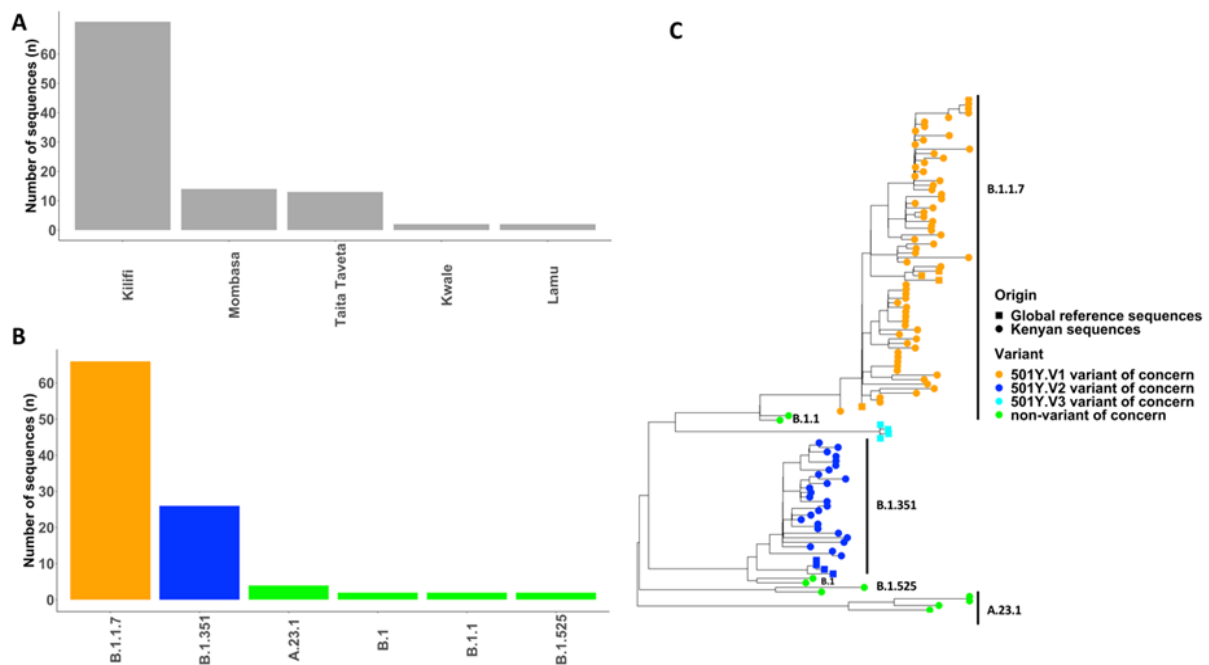 A
Number of sequences (n)
60
50
40
30
20
10
0
Kilifi
Mombasa
Taita Taveta
Kwale
Lamu
B
Number of sequences (n)
60
50
40
30
20
10
0
B.1.1.7
B.1.351
A.23.1
B.1
B.1.1
B.1.525
C
B.1.1.7
Origin
Global reference sequences
Kenyan sequences
Variant
501Y.V1 variant of concern
501Y.V2 variant of concern
501Y.V3 variant of concern
non-variant of concern
B.1.1
B.1.351
B.1
B.1.525
A.23.1